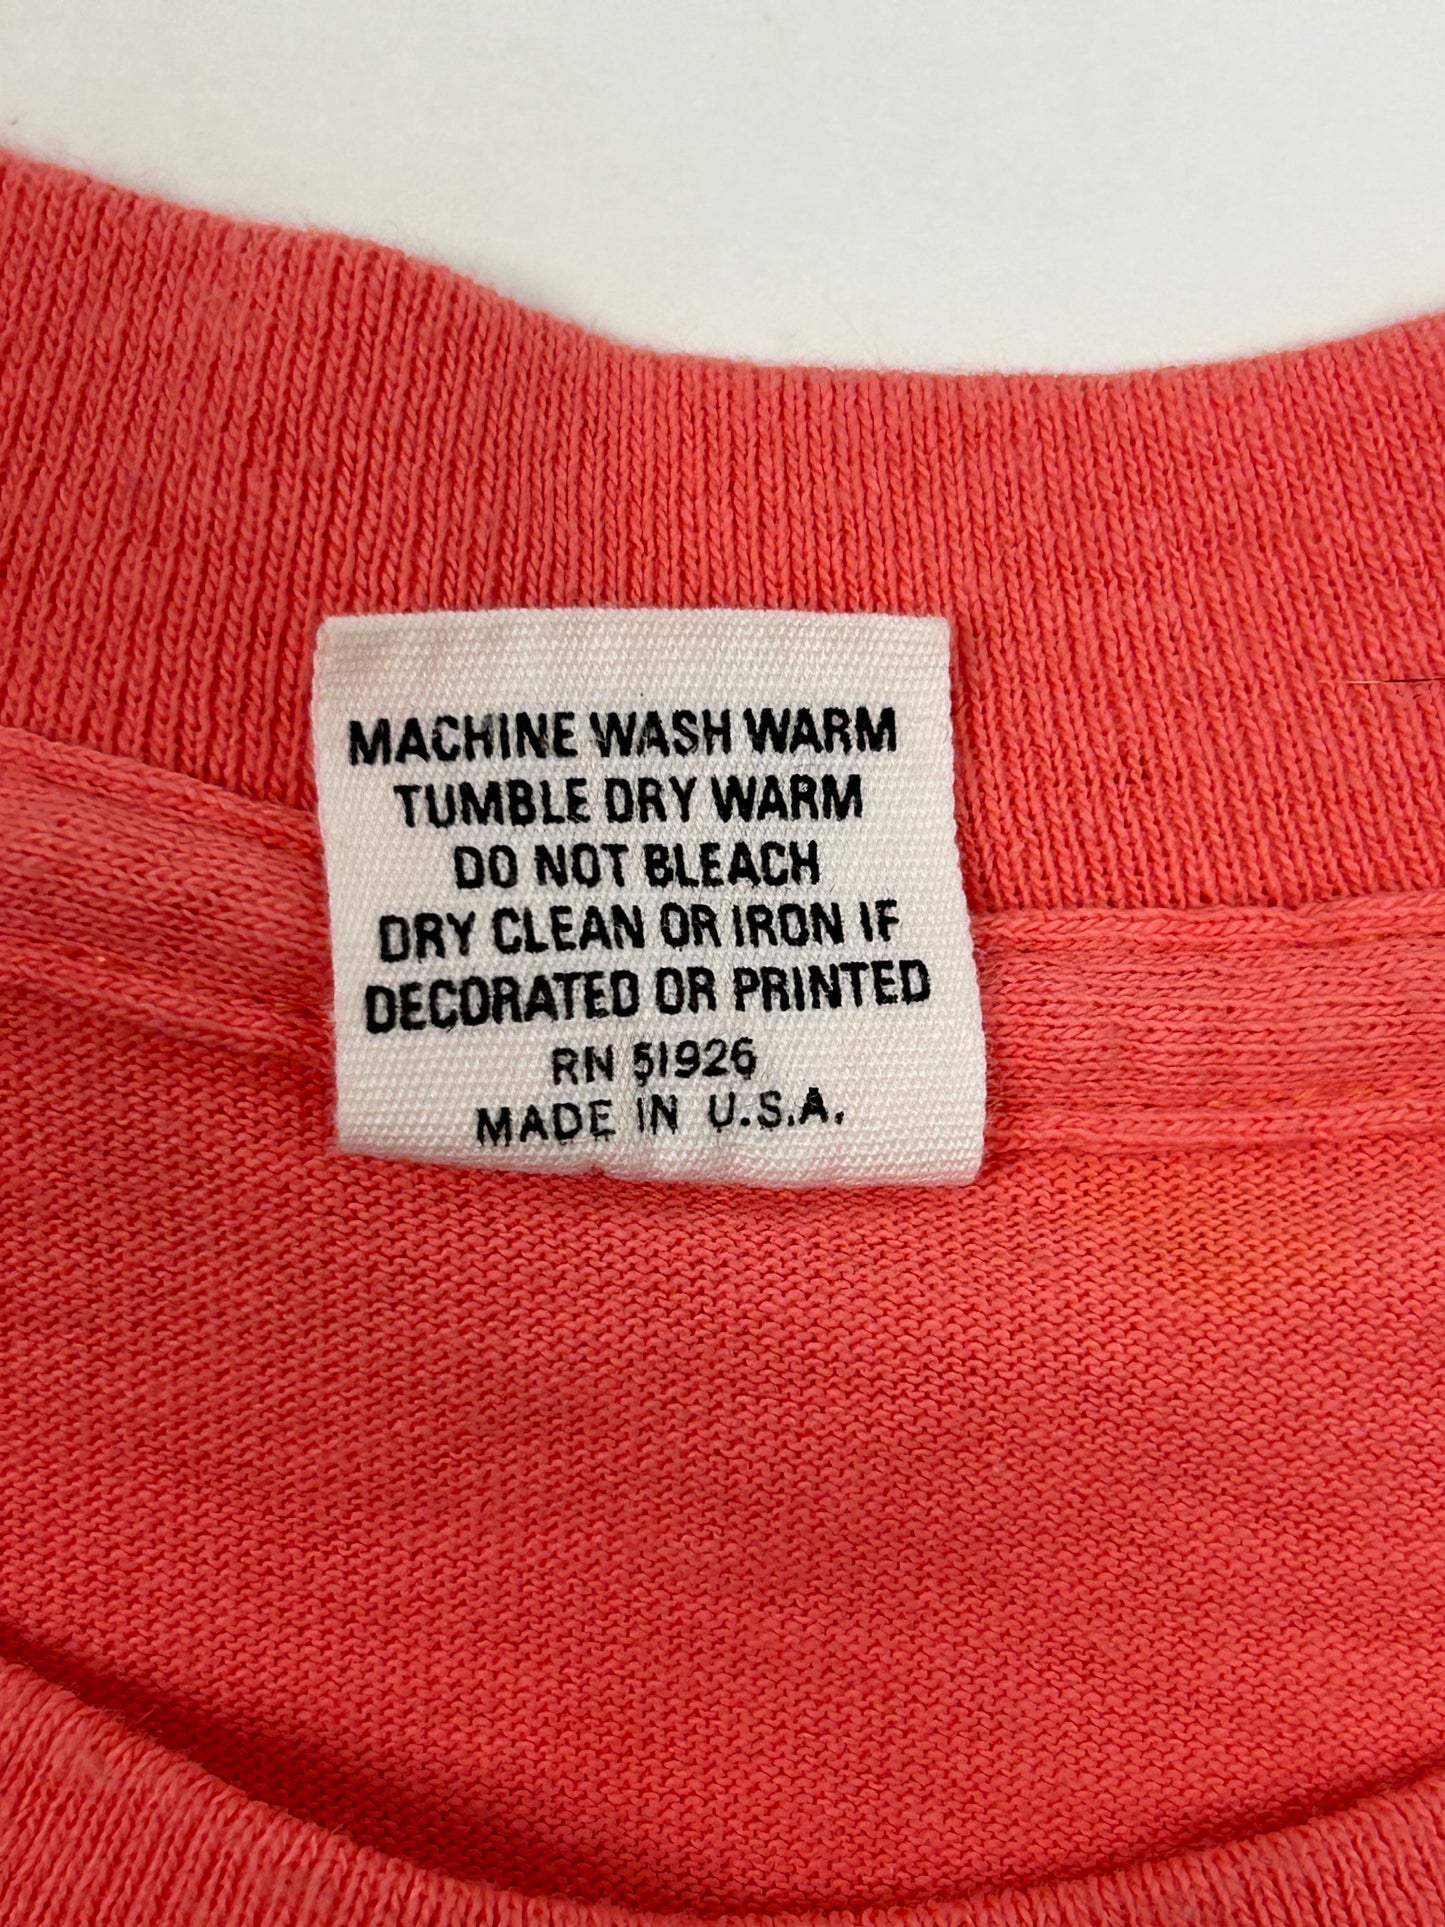 MACHINE WASH WARM
TUMBLE DRY WARM
DO NOT BLEACH
DRY CLEAN OR IRON IF
DECORATED OR PRINTED
RN 51926
MADE IN U.S.A.